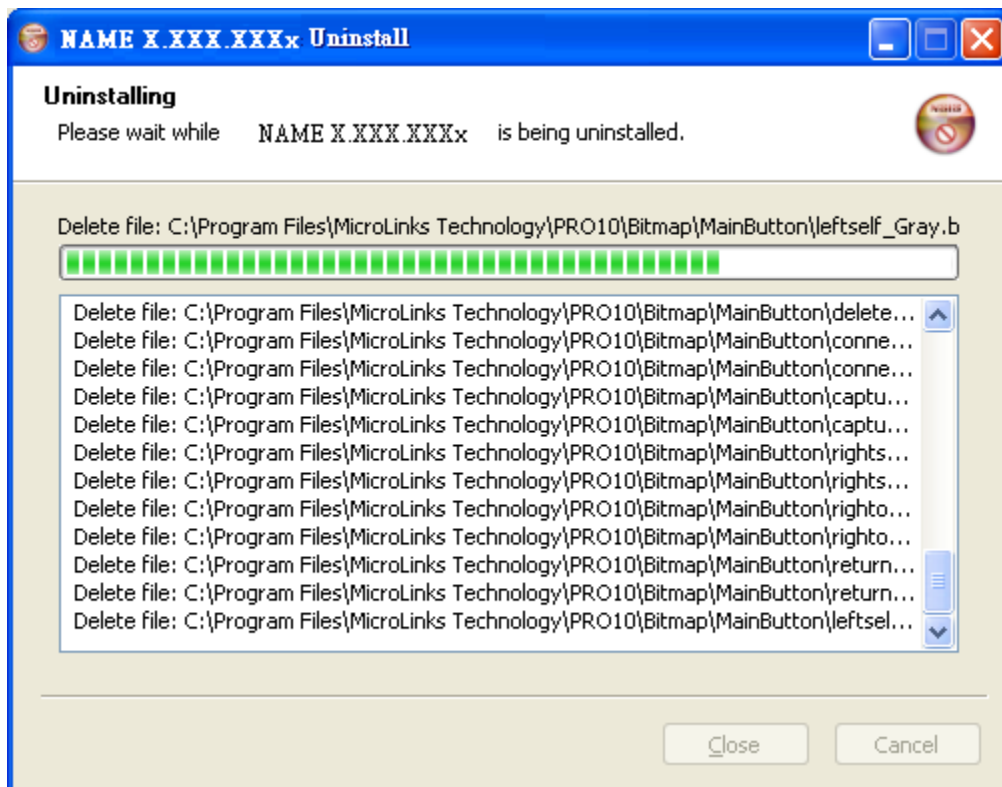 NAME X.XXX.XXXx Uninstall
Uninstalling
Please wait while NAME X.XXX.XXXx is being uninstalled.
Delete file: C:\Program Files\MicroLinks Technology\PRO10\Bitmap\MainButton\leftself_Gray.b
Delete file: C:\Program Files\MicroLinks Technology\PRO10\Bitmap\MainButton\delete...
Delete file: C:\Program Files\MicroLinks Technology\PRO10\Bitmap\MainButton\conne...
Delete file: C:\Program Files\MicroLinks Technology\PRO10\Bitmap\MainButton\conne...
Delete file: C:\Program Files\MicroLinks Technology\PRO10\Bitmap\MainButton\captu...
Delete file: C:\Program Files\MicroLinks Technology\PRO10\Bitmap\MainButton\captu...
Delete file: C:\Program Files\MicroLinks Technology\PRO10\Bitmap\MainButton\rights...
Delete file: C:\Program Files\MicroLinks Technology\PRO10\Bitmap\MainButton\rights...
Delete file: C:\Program Files\MicroLinks Technology\PRO10\Bitmap\MainButton\righto...
Delete file: C:\Program Files\MicroLinks Technology\PRO10\Bitmap\MainButton\righto...
Delete file: C:\Program Files\MicroLinks Technology\PRO10\Bitmap\MainButton\return...
Delete file: C:\Program Files\MicroLinks Technology\PRO10\Bitmap\MainButton\return...
Delete file: C:\Program Files\MicroLinks Technology\PRO10\Bitmap\MainButton\leftsel...
Close Cancel